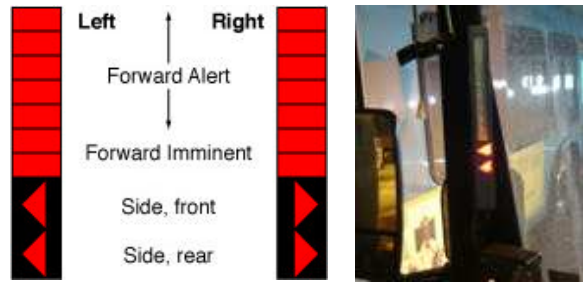 Left Right
Forward Alert
Forward Imminent
Side, front
Side, rear